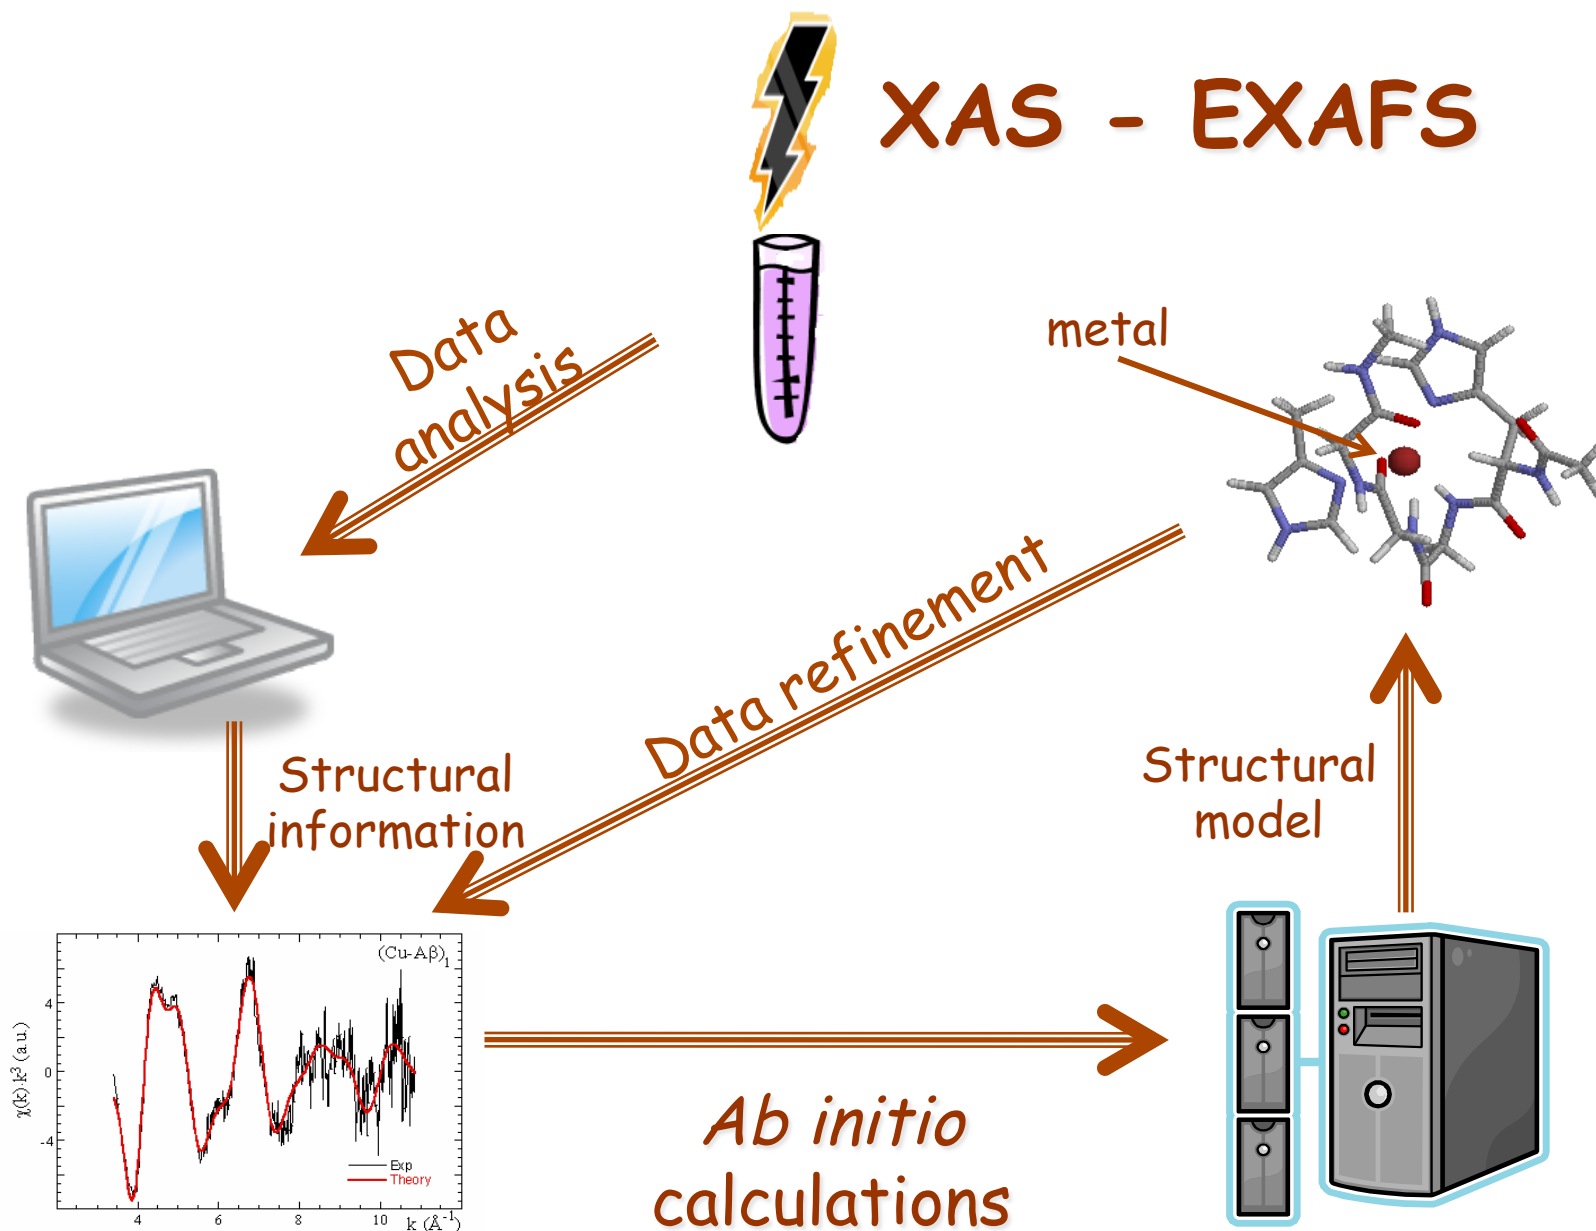 XAS - EXAFS
Data
analysis
metal
Data refinement
Structural
information
Structural
model
(Cu-Aβ)₁
χ(k)·k³ (a.u.)
4
0
-4
Exp
Theory
4 6 8 10
k (Å⁻¹)
Ab initio
calculations